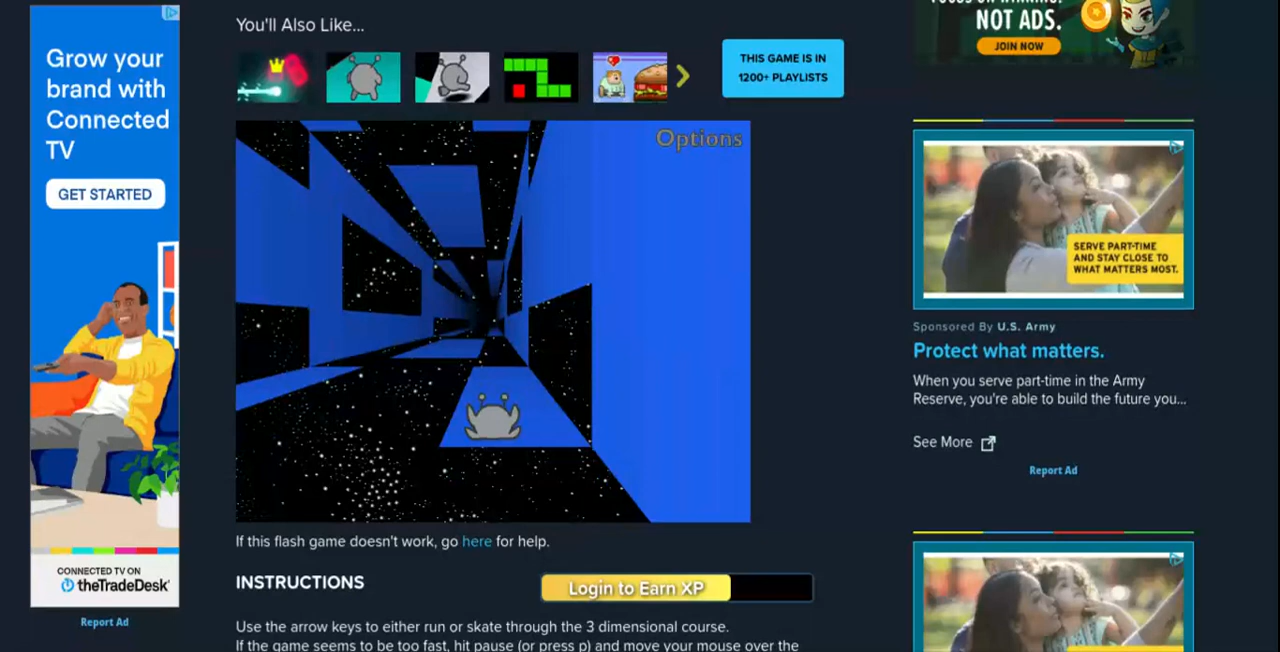 Grow your
brand with
Connected
TV
GET STARTED
CONNECTED TV ON
theTradeDesk
Report Ad
You'll Also Like...
THIS GAME IS IN
1200+ PLAYLISTS
Options
If this flash game doesn't work, go here for help.
INSTRUCTIONS
Login to Earn XP
Use the arrow keys to either run or skate through the 3 dimensional course.
If the game seems to be too fast, hit pause (or press p) and move your mouse over the
NOT ADS.
JOIN NOW
SERVE PART-TIME
AND STAY CLOSE TO
WHAT MATTERS MOST.
Sponsored By U.S. Army
Protect what matters.
When you serve part-time in the Army
Reserve, you're able to build the future you...
See More
Report Ad